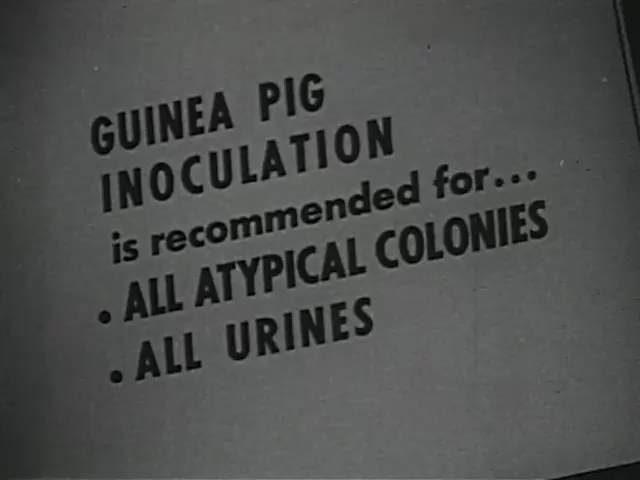 GUINEA PIG
INOCULATION
is recommended for...
• ALL ATYPICAL COLONIES
• ALL URINES